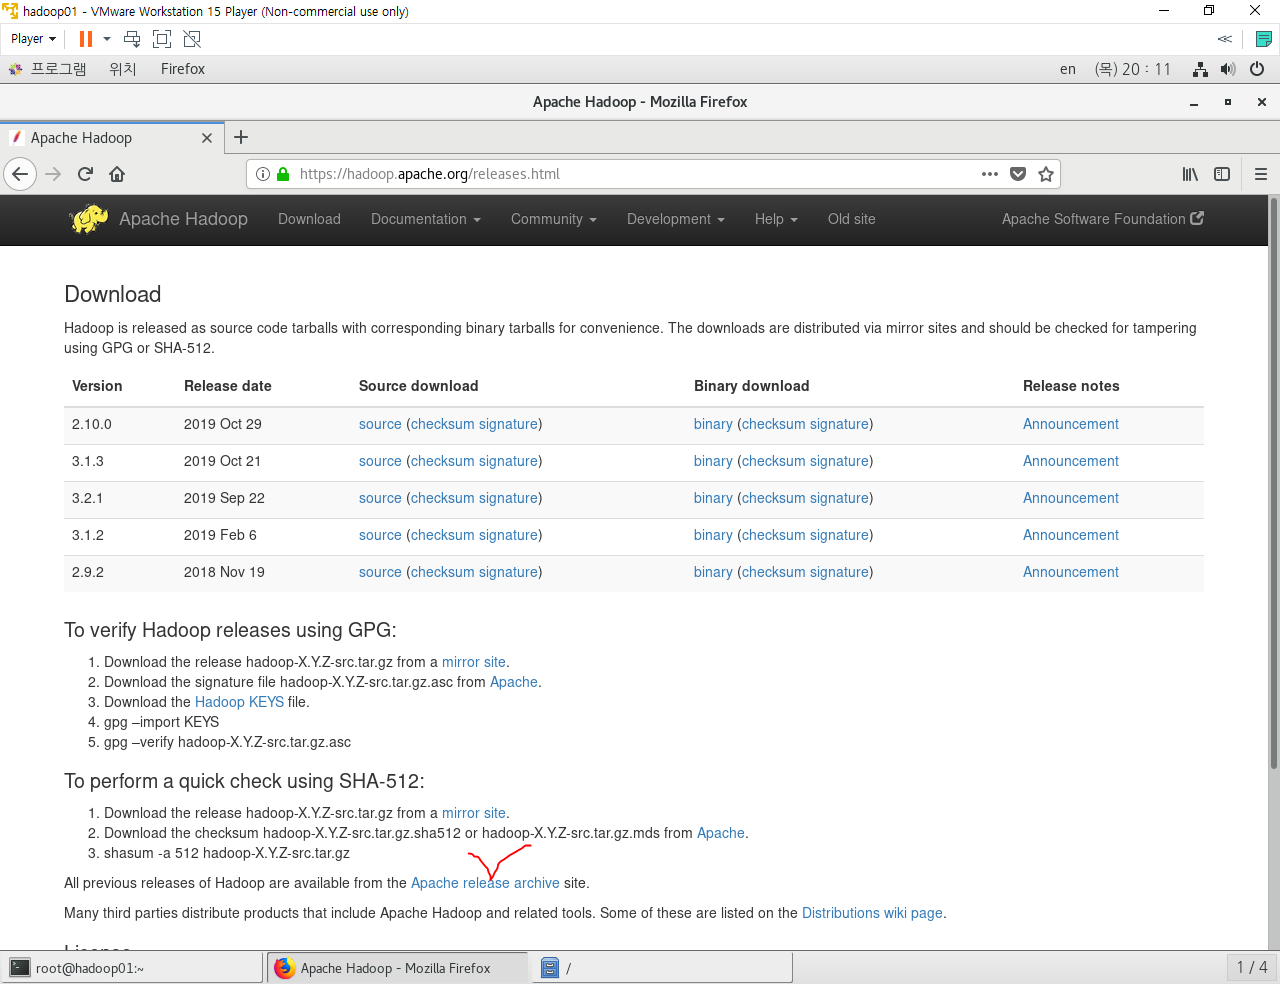 hadoop01 - VMware Workstation 15 Player (Non-commercial use only)
Player
프로그램 위치 Firefox en (목) 20 : 11
Apache Hadoop - Mozilla Firefox
Apache Hadoop
https://hadoop.apache.org/releases.html
Apache Hadoop Download Documentation Community Development Help Old site Apache Software Foundation
Download
Hadoop is released as source code tarballs with corresponding binary tarballs for convenience. The downloads are distributed via mirror sites and should be checked for tampering
using GPG or SHA-512.
Version Release date Source download Binary download Release notes
2.10.0 2019 Oct 29 source (checksum signature) binary (checksum signature) Announcement
3.1.3 2019 Oct 21 source (checksum signature) binary (checksum signature) Announcement
3.2.1 2019 Sep 22 source (checksum signature) binary (checksum signature) Announcement
3.1.2 2019 Feb 6 source (checksum signature) binary (checksum signature) Announcement
2.9.2 2018 Nov 19 source (checksum signature) binary (checksum signature) Announcement
To verify Hadoop releases using GPG:
1. Download the release hadoop-X.Y.Z-src.tar.gz from a mirror site.
2. Download the signature file hadoop-X.Y.Z-src.tar.gz.asc from Apache.
3. Download the Hadoop KEYS file.
4. gpg –import KEYS
5. gpg –verify hadoop-X.Y.Z-src.tar.gz.asc
To perform a quick check using SHA-512:
1. Download the release hadoop-X.Y.Z-src.tar.gz from a mirror site.
2. Download the checksum hadoop-X.Y.Z-src.tar.gz.sha512 or hadoop-X.Y.Z-src.tar.gz.mds from Apache.
3. shasum -a 512 hadoop-X.Y.Z-src.tar.gz
All previous releases of Hadoop are available from the Apache release archive site.
Many third parties distribute products that include Apache Hadoop and related tools. Some of these are listed on the Distributions wiki page.
License
root@hadoop01:~ Apache Hadoop - Mozilla Firefox / 1 / 4